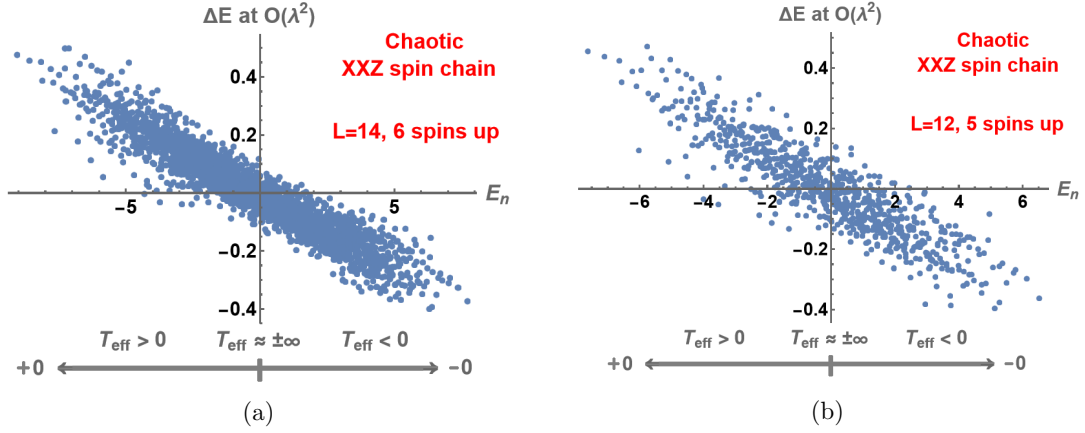 ΔE at O(λ²)
Chaotic
XXZ spin chain
L=14, 6 spins up
0.4
0.2
−5
5
Eₙ
−0.2
−0.4
T_eff > 0
T_eff ≈ ±∞
T_eff < 0
+0
−0
(a)
ΔE at O(λ²)
Chaotic
XXZ spin chain
L=12, 5 spins up
0.4
0.2
−6
−4
−2
2
4
6
Eₙ
−0.2
−0.4
T_eff > 0
T_eff ≈ ±∞
T_eff < 0
+0
−0
(b)